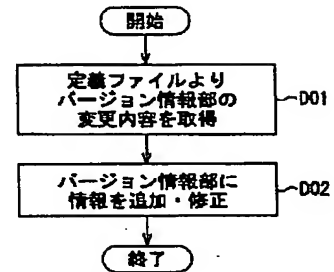 開始
定義ファイルより
バージョン情報部の
変更内容を取得
D01
バージョン情報部に
情報を追加・修正
D02
終了